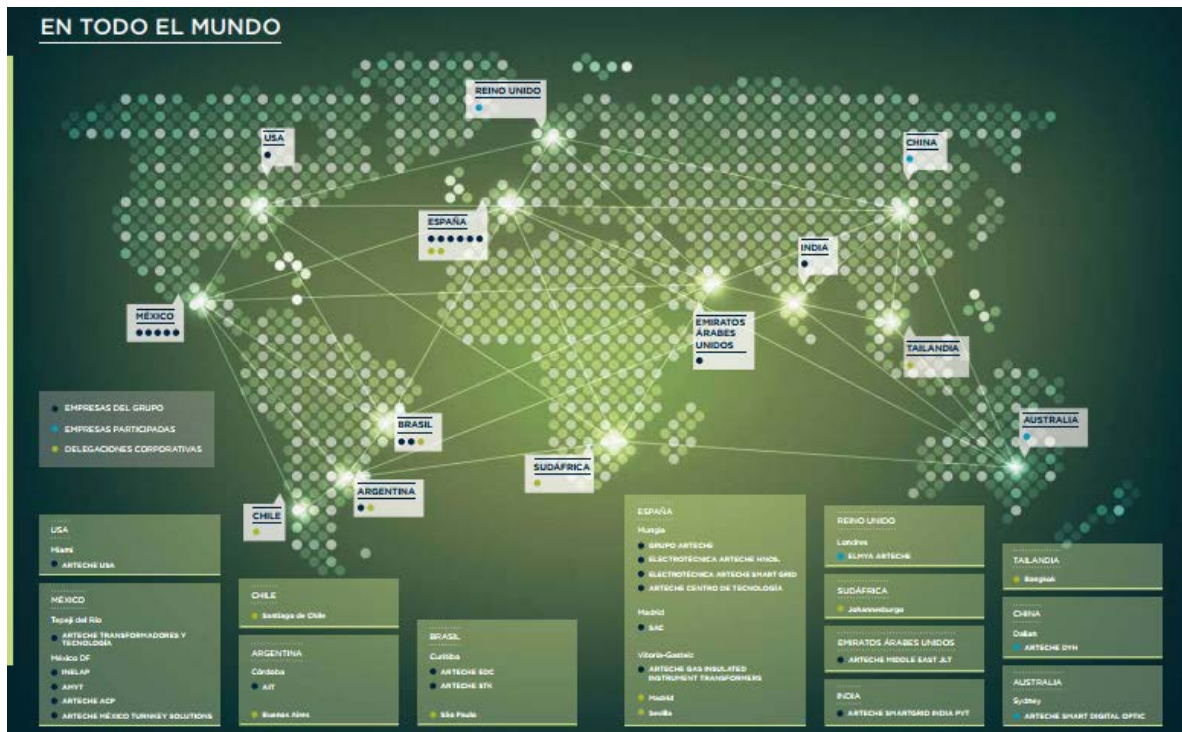 EN TODO EL MUNDO
REINO UNIDO
USA
CHINA
ESPAÑA
INDIA
MÉXICO
EMIRATOS
ÁRABES
UNIDOS
TAILANDIA
EMPRESAS DEL GRUPO
EMPRESAS PARTICIPADAS
DELEGACIONES CORPORATIVAS
BRASIL
AUSTRALIA
SUDÁFRICA
ARGENTINA
CHILE
USA
Miami
ARTECHE USA
MÉXICO
Tepeji del Río
ARTECHE TRANSFORMADORES Y
TECNOLOGÍA
México DF
INELAP
AMYT
ARTECHE ACP
ARTECHE MÉXICO TURNKEY SOLUTIONS
CHILE
Santiago de Chile
ARGENTINA
Córdoba
AIT
Buenos Aires
BRASIL
Curitiba
ARTECHE EDC
ARTECHE STK
São Paulo
ESPAÑA
Mungia
GRUPO ARTECHE
ELECTROTÉCNICA ARTECHE HNOS.
ELECTROTÉCNICA ARTECHE SMART GRID
ARTECHE CENTRO DE TECNOLOGÍA
Madrid
SAC
Vitoria-Gasteiz
ARTECHE GAS INSULATED
INSTRUMENT TRANSFORMERS
Madrid
Sevilla
REINO UNIDO
Londres
ELMYA ARTECHE
SUDÁFRICA
Johannesburgo
EMIRATOS ÁRABES UNIDOS
ARTECHE MIDDLE EAST JLT
INDIA
ARTECHE SMARTGRID INDIA PVT
TAILANDIA
Bangkok
CHINA
Dalian
ARTECHE DYH
AUSTRALIA
Sydney
ARTECHE SMART DIGITAL OPTIC